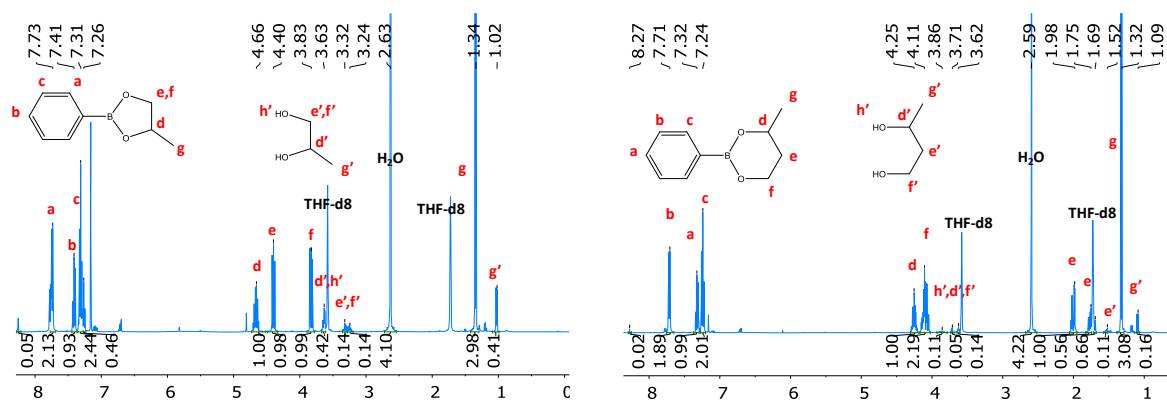 7.73 7.41 7.31 7.26 4.66 4.40 3.83 3.63 3.32 3.24 2.63 1.34 1.02
c a
b
O
B
O
e,f
d
g
h'
HO
e',f'
d'
HO
g'
H2O
THF-d8
g
THF-d8
a
b
c
d
e
f
d',h'
e',f'
g'
0.05 2.13 0.93 2.44 0.46 1.00 0.98 0.99 0.42 0.14 0.14 4.10 2.98 0.41
8 7 6 5 4 3 2 1 0
8.27 7.71 7.32 7.24 4.25 4.11 3.86 3.71 3.62 2.59 1.98 1.75 1.69 1.52 1.32 1.09
b c
a
O
B
O
g
d
e
f
h'
HO
g'
d'
e'
HO
f'
H2O
g
THF-d8
THF-d8
b
c
a
d
f
h',d',f'
e
e
e'
g'
0.02 1.89 0.99 2.01 1.00 2.19 0.11 0.05 0.14 4.22 1.00 0.56 0.66 0.11 3.08 0.16
8 7 6 5 4 3 2 1